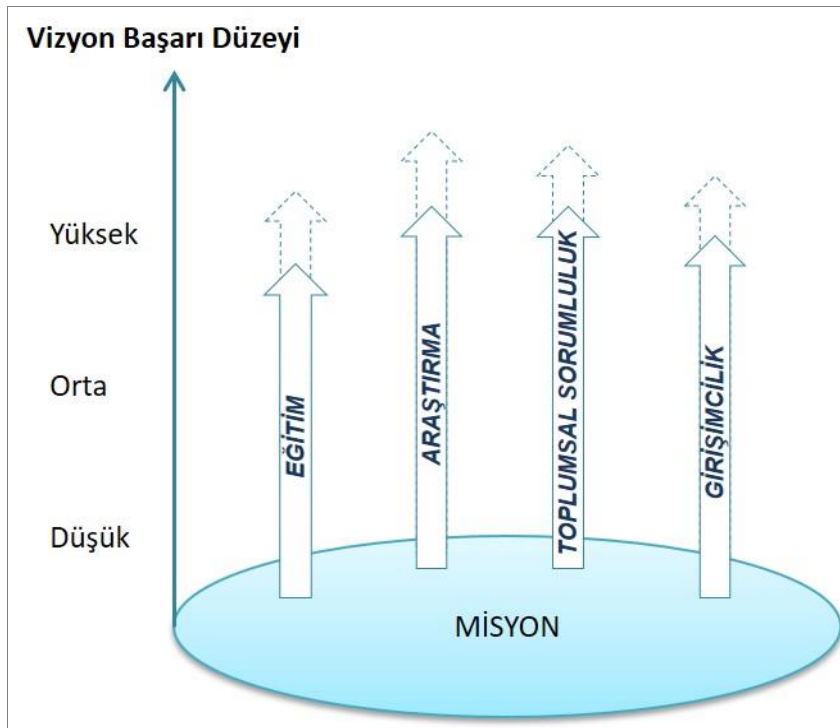 Vizyon Başarı Düzeyi
Yüksek
Orta
Düşük
EĞİTİM
ARAŞTIRMA
TOPLUMSAL SORUMLULUK
GİRİŞİMCİLİK
MİSYON